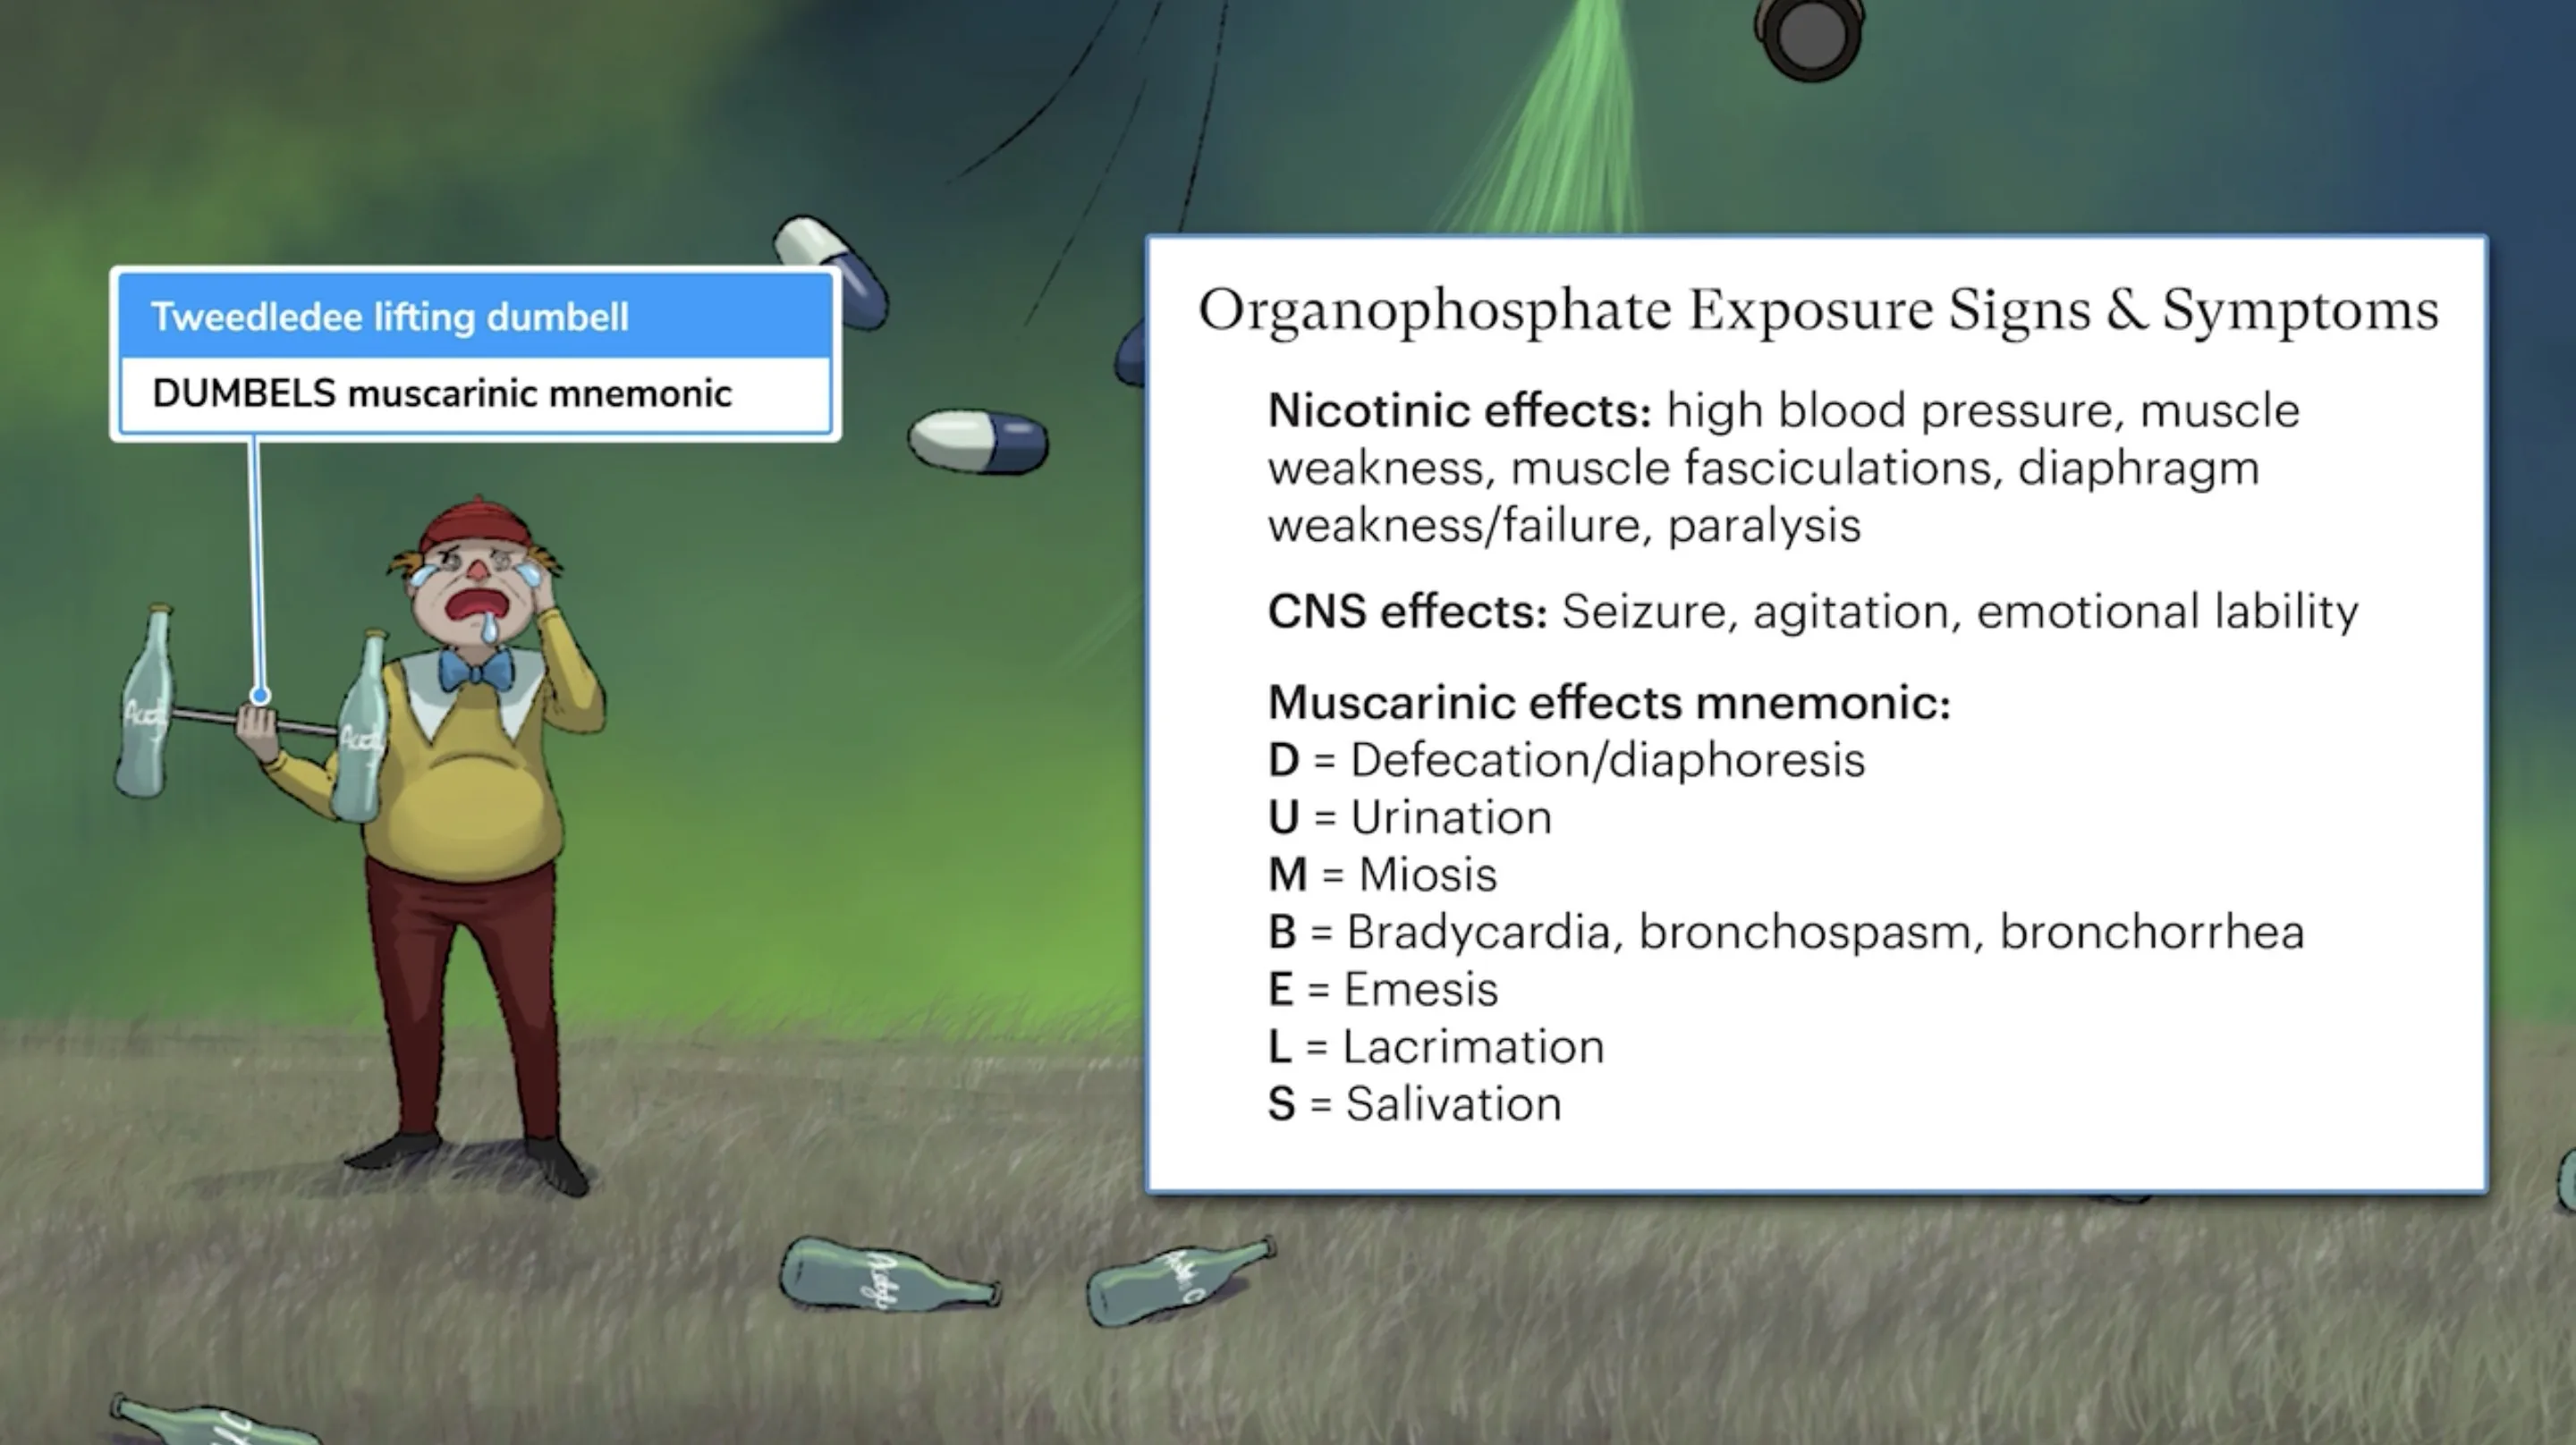 Tweedledee lifting dumbell
DUMBELS muscarinic mnemonic
Organophosphate Exposure Signs & Symptoms
Nicotinic effects: high blood pressure, muscle
weakness, muscle fasciculations, diaphragm
weakness/failure, paralysis
CNS effects: Seizure, agitation, emotional lability
Muscarinic effects mnemonic:
D = Defecation/diaphoresis
U = Urination
M = Miosis
B = Bradycardia, bronchospasm, bronchorrhea
E = Emesis
L = Lacrimation
S = Salivation